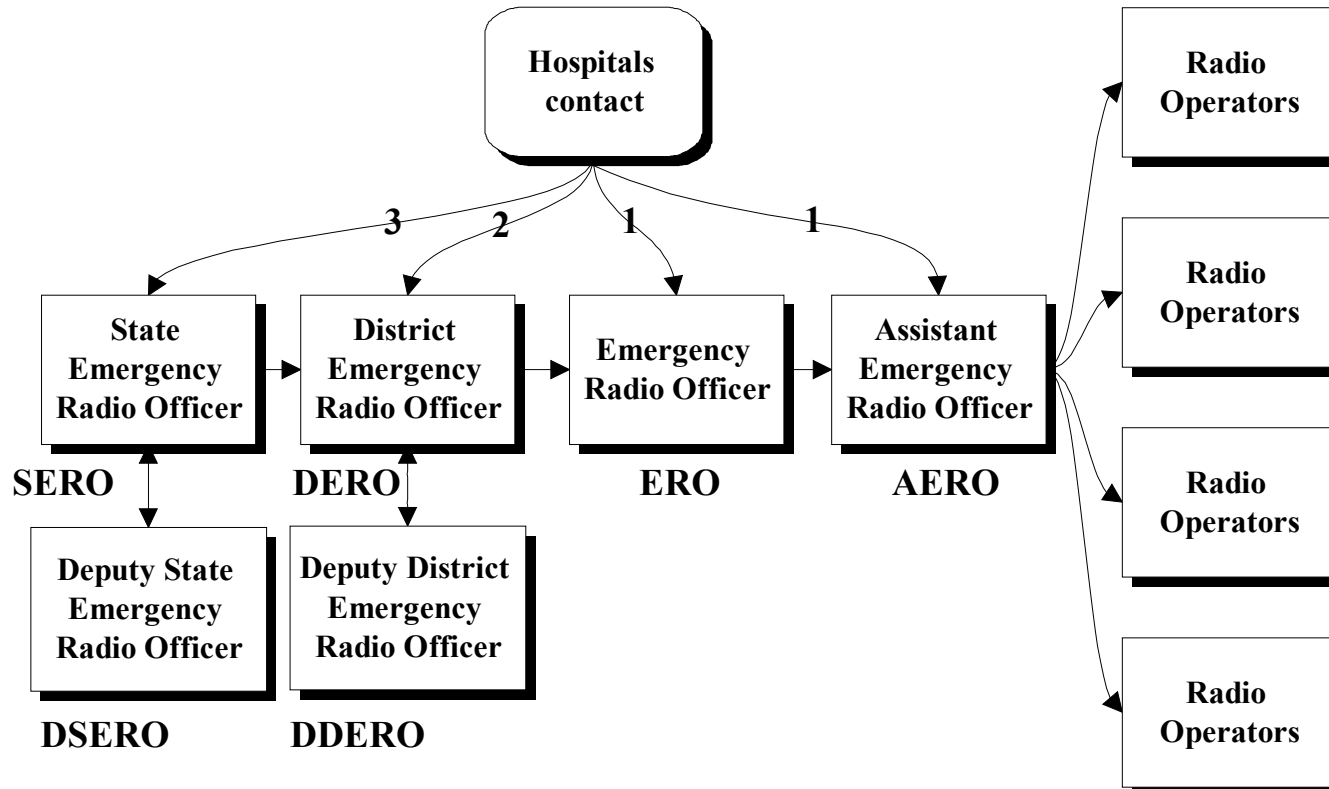 Hospitals
contact
3
2
1
1
State
Emergency
Radio Officer
District
Emergency
Radio Officer
Emergency
Radio Officer
Assistant
Emergency
Radio Officer
SERO
DERO
ERO
AERO
Deputy State
Emergency
Radio Officer
Deputy District
Emergency
Radio Officer
DSERO
DDERO
Radio
Operators
Radio
Operators
Radio
Operators
Radio
Operators